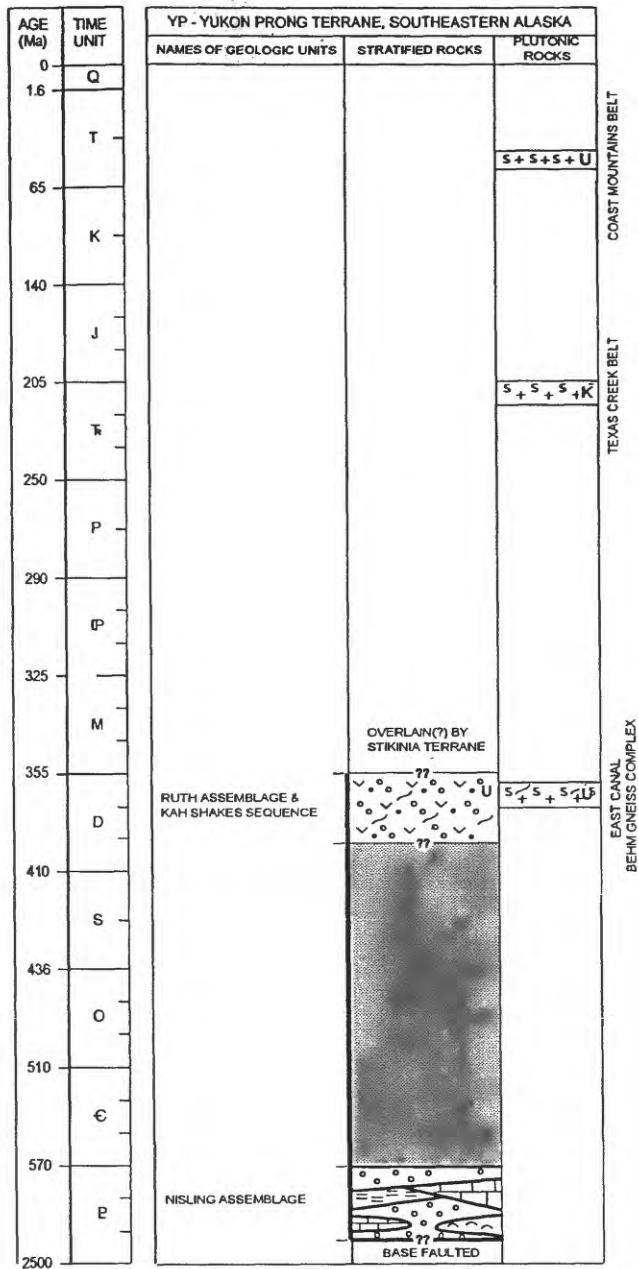 AGE
(Ma)
TIME
UNIT
YP - YUKON PRONG TERRANE, SOUTHEASTERN ALASKA
NAMES OF GEOLOGIC UNITS
STRATIFIED ROCKS
PLUTONIC
ROCKS
0
Q
1.6
T
S + S + S + U
COAST MOUNTAINS BELT
65
K
140
J
205
S + S + S + K
TEXAS CREEK BELT
Ꞧ
250
P
290
IP
325
M
OVERLAIN(?) BY
STIKINIA TERRANE
355
??
RUTH ASSEMBLAGE &
KAH SHAKES SEQUENCE
U
S + S + S + U S
EAST CANAL
BEHM GNEISS COMPLEX
D
??
410
S
436
O
510
Є
570
NISLING ASSEMBLAGE
??
BASE FAULTED
2500